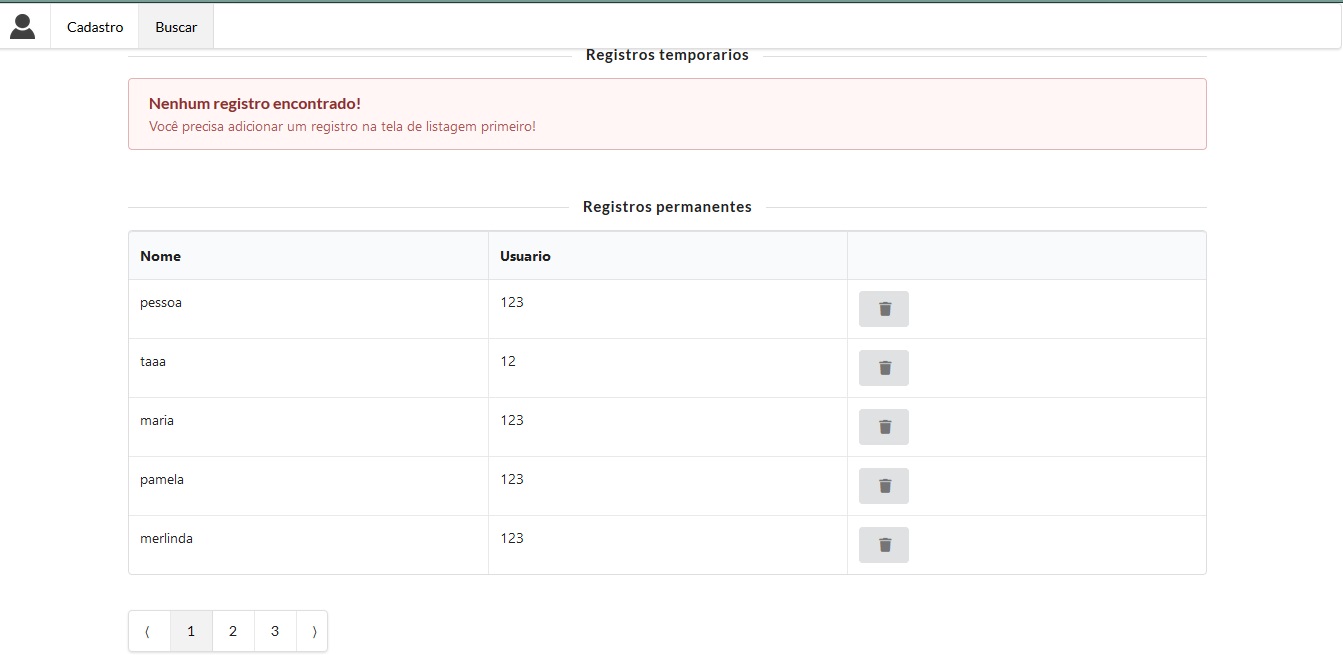 Cadastro Buscar
Registros temporarios
Nenhum registro encontrado!
Você precisa adicionar um registro na tela de listagem primeiro!
Registros permanentes
Nome Usuario
pessoa 123
taaa 12
maria 123
pamela 123
merlinda 123
⟨ 1 2 3 ⟩